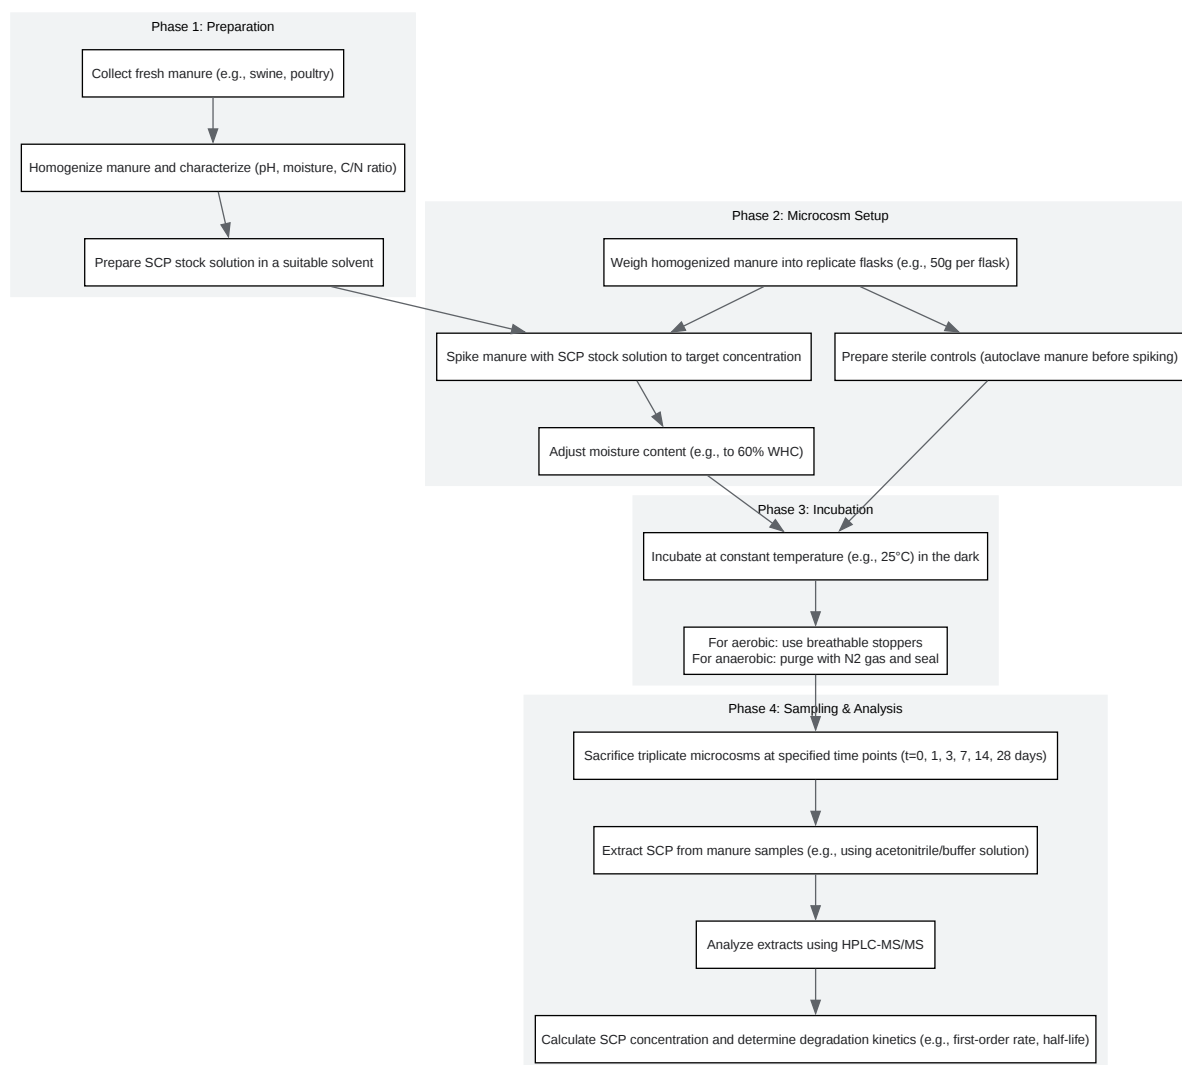 Phase 1: Preparation
Collect fresh manure (e.g., swine, poultry)
Homogenize manure and characterize (pH, moisture, C/N ratio)
Prepare SCP stock solution in a suitable solvent
Phase 2: Microcosm Setup
Weigh homogenized manure into replicate flasks (e.g., 50g per flask)
Spike manure with SCP stock solution to target concentration
Prepare sterile controls (autoclave manure before spiking)
Adjust moisture content (e.g., to 60% WHC)
Phase 3: Incubation
Incubate at constant temperature (e.g., 25°C) in the dark
For aerobic: use breathable stoppers
For anaerobic: purge with N2 gas and seal
Phase 4: Sampling & Analysis
Sacrifice triplicate microcosms at specified time points (t=0, 1, 3, 7, 14, 28 days)
Extract SCP from manure samples (e.g., using acetonitrile/buffer solution)
Analyze extracts using HPLC-MS/MS
Calculate SCP concentration and determine degradation kinetics (e.g., first-order rate, half-life)